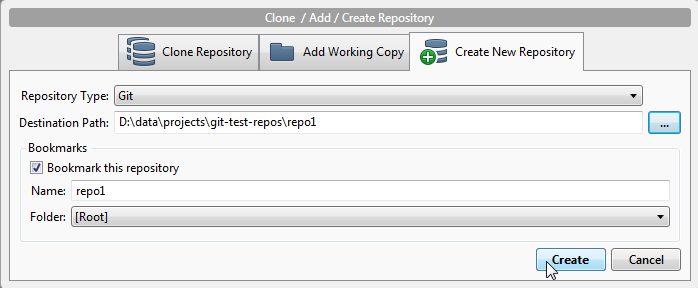 Clone / Add / Create Repository
Clone Repository Add Working Copy Create New Repository
Repository Type: Git
Destination Path: D:\data\projects\git-test-repos\repo1 ...
Bookmarks
Bookmark this repository
Name: repo1
Folder: [Root]
Create Cancel